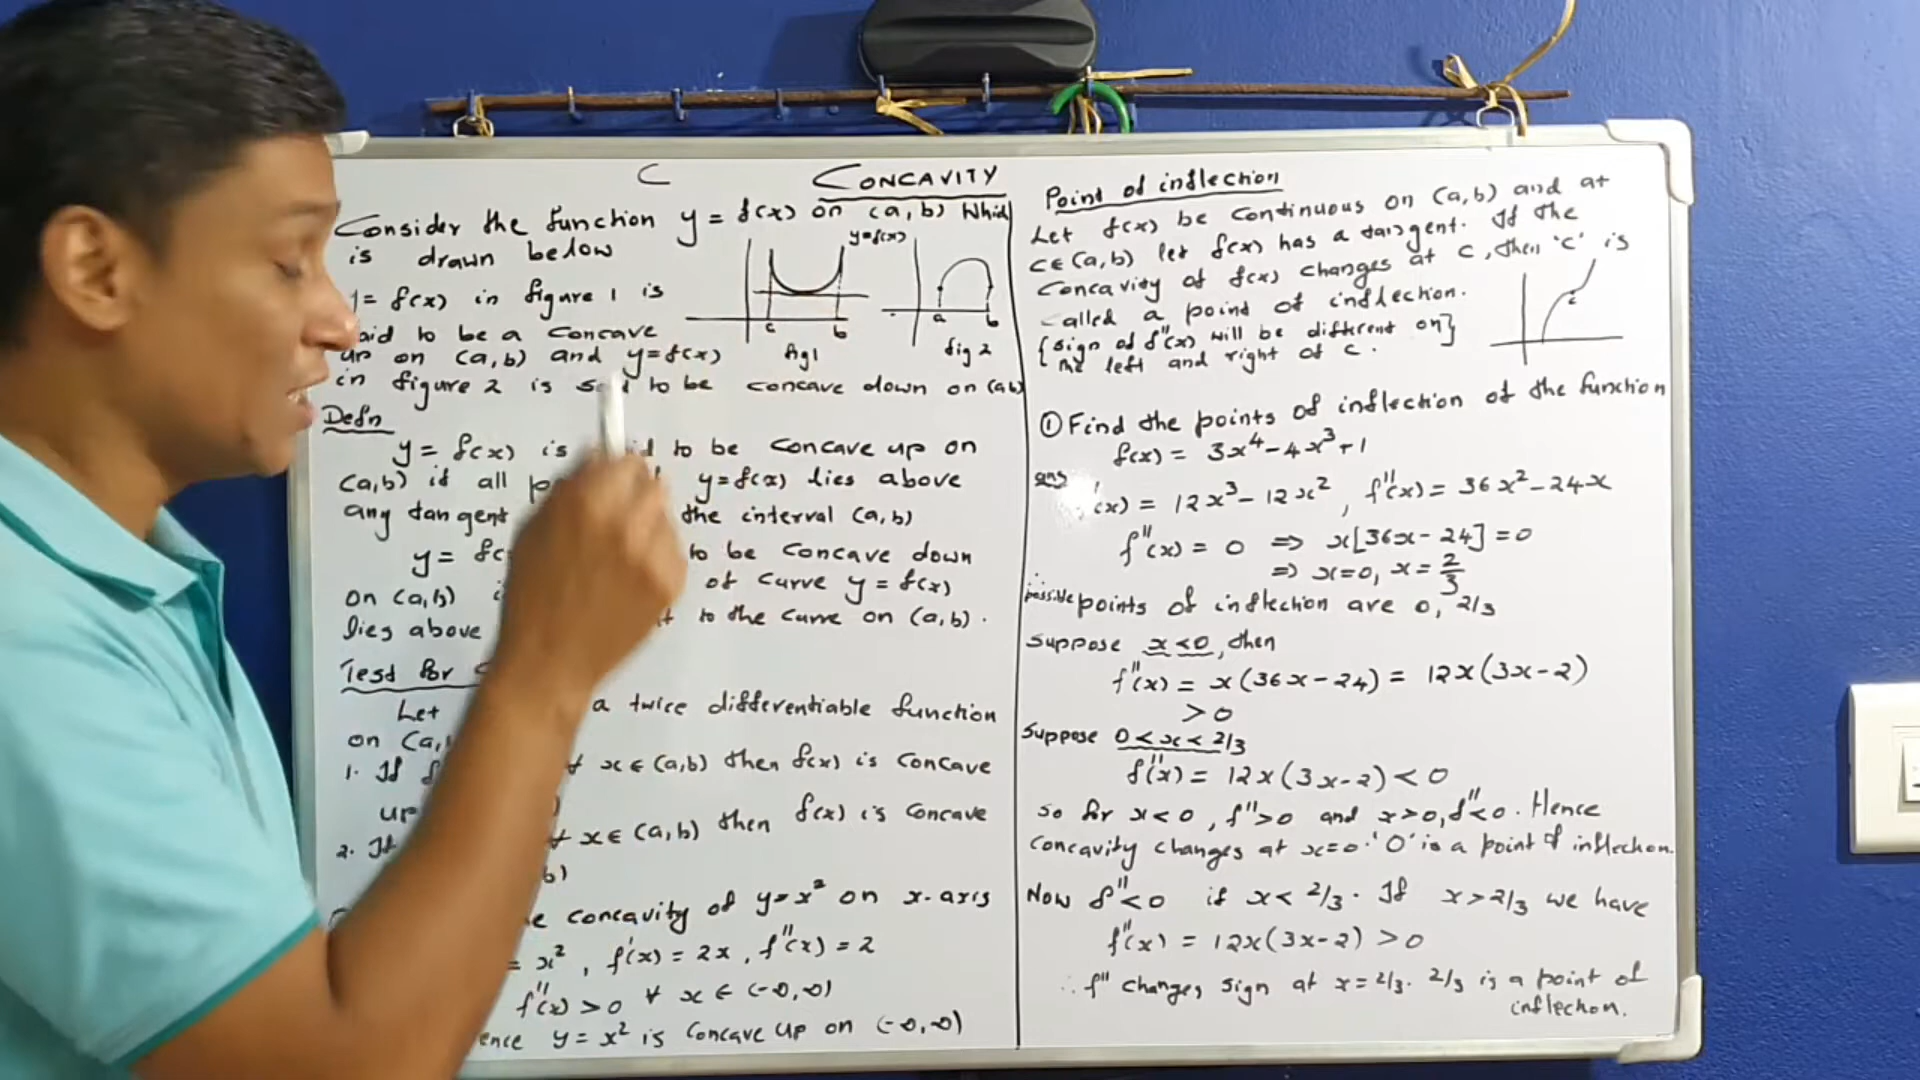 C CONCAVITY
Consider the function y = f(x) on (a,b) Which
is drawn below
y=f(x)
= f(x) in figure 1 is
said to be a concave
up on (a,b) and y=f(x)
in figure 2 is said to be concave down on (a,b)
c b
fig1
a b
fig 2
Defn
y = f(x) is said to be concave up on
(a,b) if all y=f(x) lies above
any tangent the interval (a,b)
y = to be concave down
on (a,b) of curve y = f(x)
lies above to the curve on (a,b).
Test for
Let a twice differentiable function
on
1. If ∀ x ∈ (a,b) then f(x) is concave
up
2. If ∀ x ∈ (a,b) then f(x) is concave
b)
concavity of y=x² on x-axis
= x², f'(x) = 2x, f''(x) = 2
f''(x) > 0 ∀ x ∈ (-∞,∞)
ence y = x² is concave up on (-∞,∞)
Point of inflection
Let f(x) be continuous on (a,b) and at
c∈(a,b) let f(x) has a tangent. If the
concavity of f(x) changes at c, then 'c' is
called a point of inflection.
{sign of f''(x) will be different on}
the left and right of c.
c
① Find the points of inflection of the function
f(x) = 3x⁴-4x³+1
ans '(x) = 12x³-12x², f''(x) = 36x²-24x
f''(x) = 0 ⇒ x[36x-24] = 0
⇒ x=0, x=2/3
∴ possible points of inflection are 0, 2/3
Suppose x<0, then
f''(x) = x(36x-24) = 12x(3x-2)
>0
Suppose 0<x<2/3
f''(x) = 12x(3x-2) < 0
so for x<0, f''>0 and x>0, f''<0. Hence
concavity changes at x=0. '0' is a point of inflection.
Now f''<0 if x<2/3. If x>2/3 we have
f''(x) = 12x(3x-2) > 0
∴ f'' changes sign at x=2/3. 2/3 is a point of
inflection.